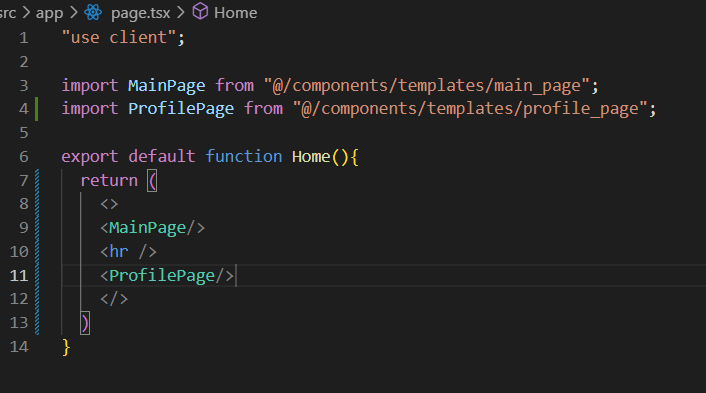 src > app > page.tsx > Home
1 "use client";
2
3 import MainPage from "@/components/templates/main_page";
4 import ProfilePage from "@/components/templates/profile_page";
5
6 export default function Home(){
7 return (
8 <>
9 <MainPage/>
10 <hr />
11 <ProfilePage/>
12 </>
13 )
14 }